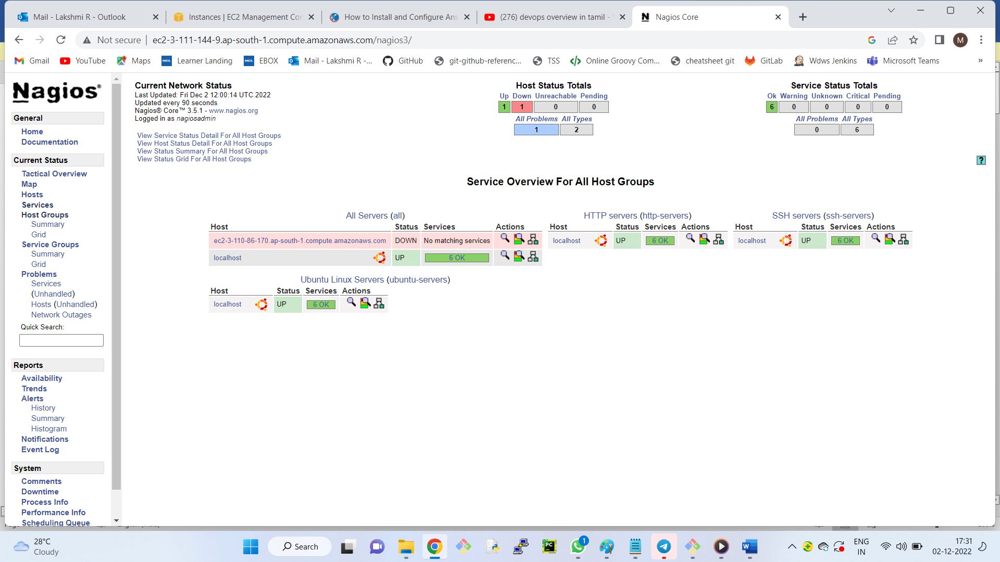 Mail - Lakshmi R - Outlook
Instances | EC2 Management Con
How to Install and Configure Ans
(276) devops overview in tamil -
Nagios Core
Not secure | ec2-3-111-144-9.ap-south-1.compute.amazonaws.com/nagios3/
M
Gmail YouTube Maps Learner Landing EBOX Mail - Lakshmi R -... GitHub git-github-referenc... TSS Online Groovy Com... cheatsheet git GitLab Wdws Jenkins Microsoft Teams »
Nagios®
General
Home
Documentation
Current Status
Tactical Overview
Map
Hosts
Services
Host Groups
Summary
Grid
Service Groups
Summary
Grid
Problems
Services
(Unhandled)
Hosts (Unhandled)
Network Outages
Quick Search:
Reports
Availability
Trends
Alerts
History
Summary
Histogram
Notifications
Event Log
System
Comments
Downtime
Process Info
Performance Info
Scheduling Queue
Current Network Status
Last Updated: Fri Dec 2 12:00:14 UTC 2022
Updated every 90 seconds
Nagios® Core™ 3.5.1 - www.nagios.org
Logged in as nagiosadmin
View Service Status Detail For All Host Groups
View Host Status Detail For All Host Groups
View Status Summary For All Host Groups
View Status Grid For All Host Groups
Host Status Totals
Up Down Unreachable Pending
1 1 0 0
All Problems All Types
1 2
Service Status Totals
Ok Warning Unknown Critical Pending
6 0 0 0 0
All Problems All Types
0 6
?
Service Overview For All Host Groups
All Servers (all)
Host Status Services Actions
ec2-3-110-86-170.ap-south-1.compute.amazonaws.com DOWN No matching services
localhost UP 6 OK
HTTP servers (http-servers)
Host Status Services Actions
localhost UP 6 OK
SSH servers (ssh-servers)
Host Status Services Actions
localhost UP 6 OK
Ubuntu Linux Servers (ubuntu-servers)
Host Status Services Actions
localhost UP 6 OK
28°C
Cloudy
Search
PC
1
W
ENG
IN
17:31
02-12-2022